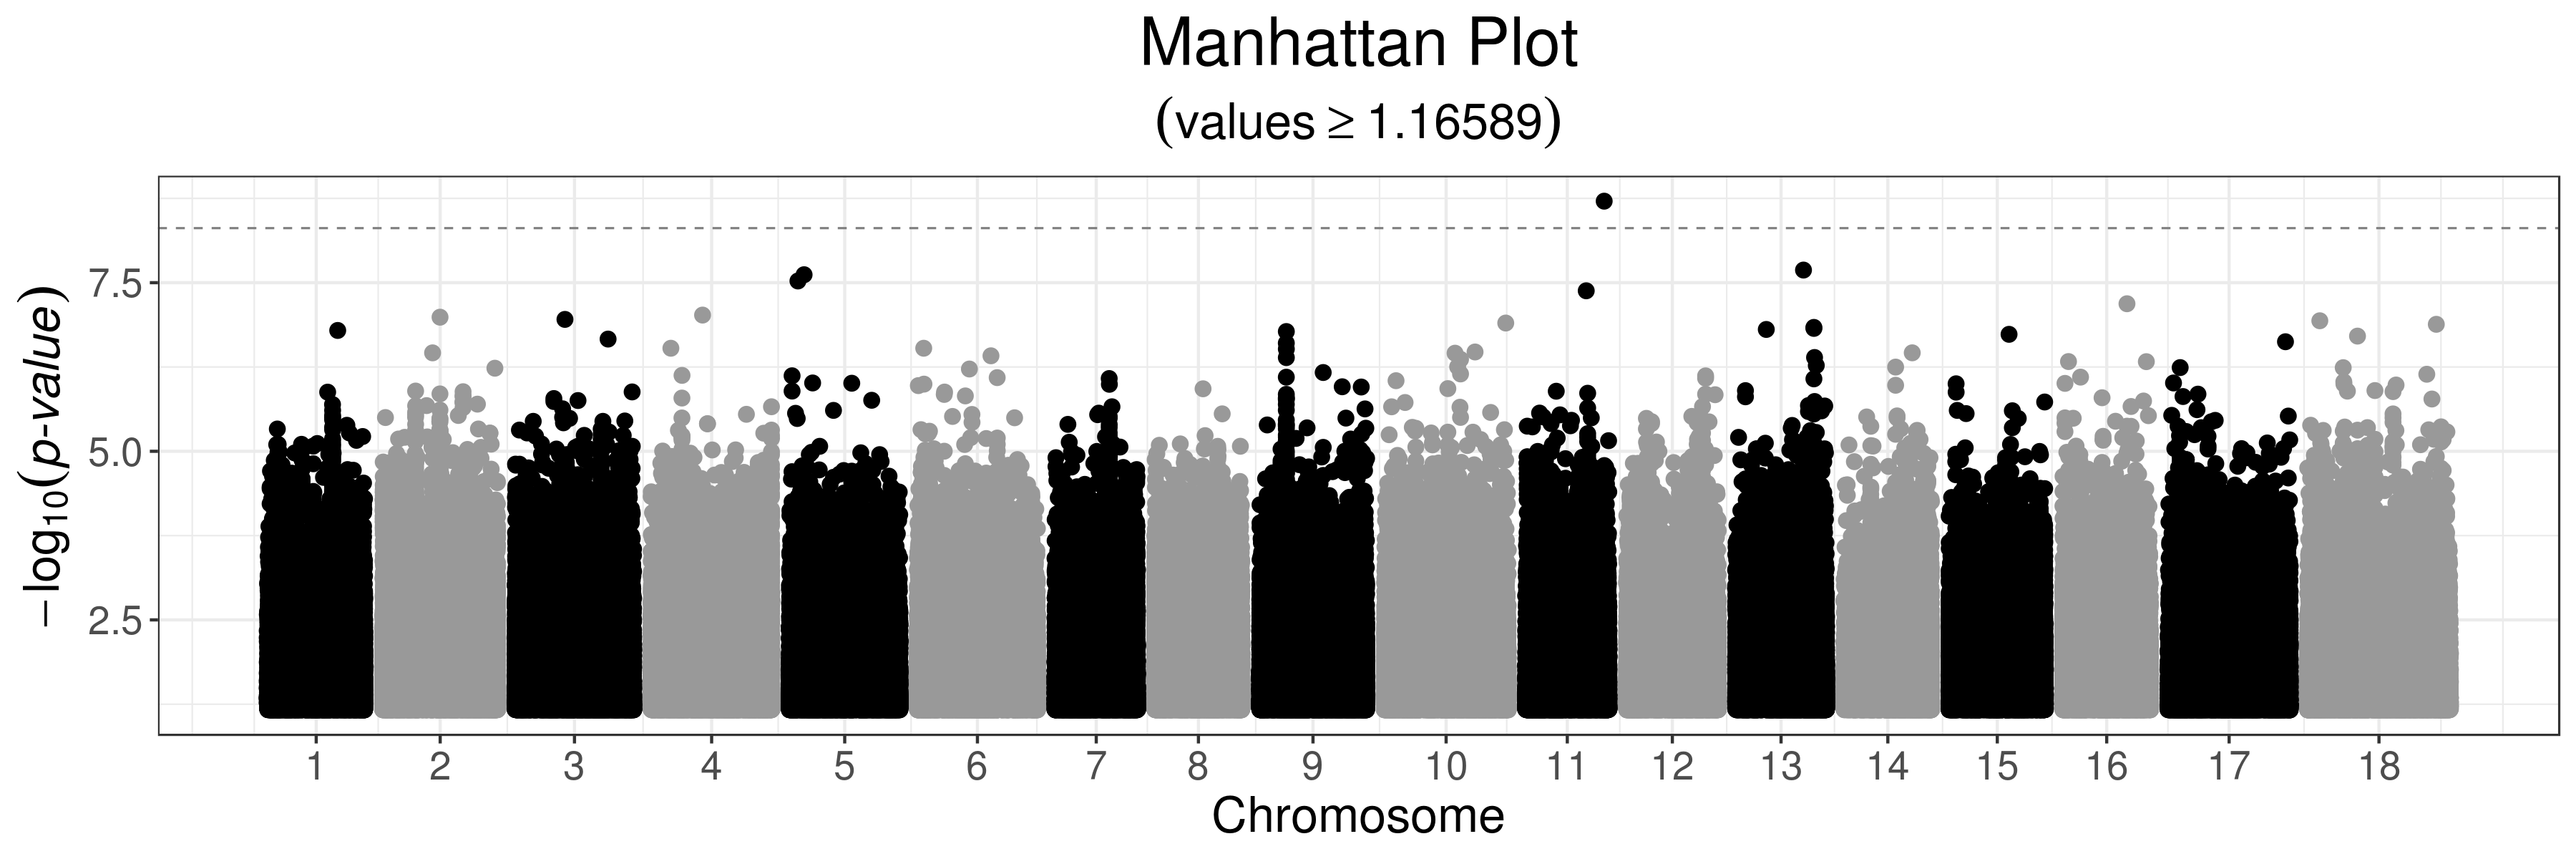 Manhattan Plot
(values ≥ 1.16589)
−log10(p-value)
7.5
5.0
2.5
1 2 3 4 5 6 7 8 9 10 11 12 13 14 15 16 17 18
Chromosome